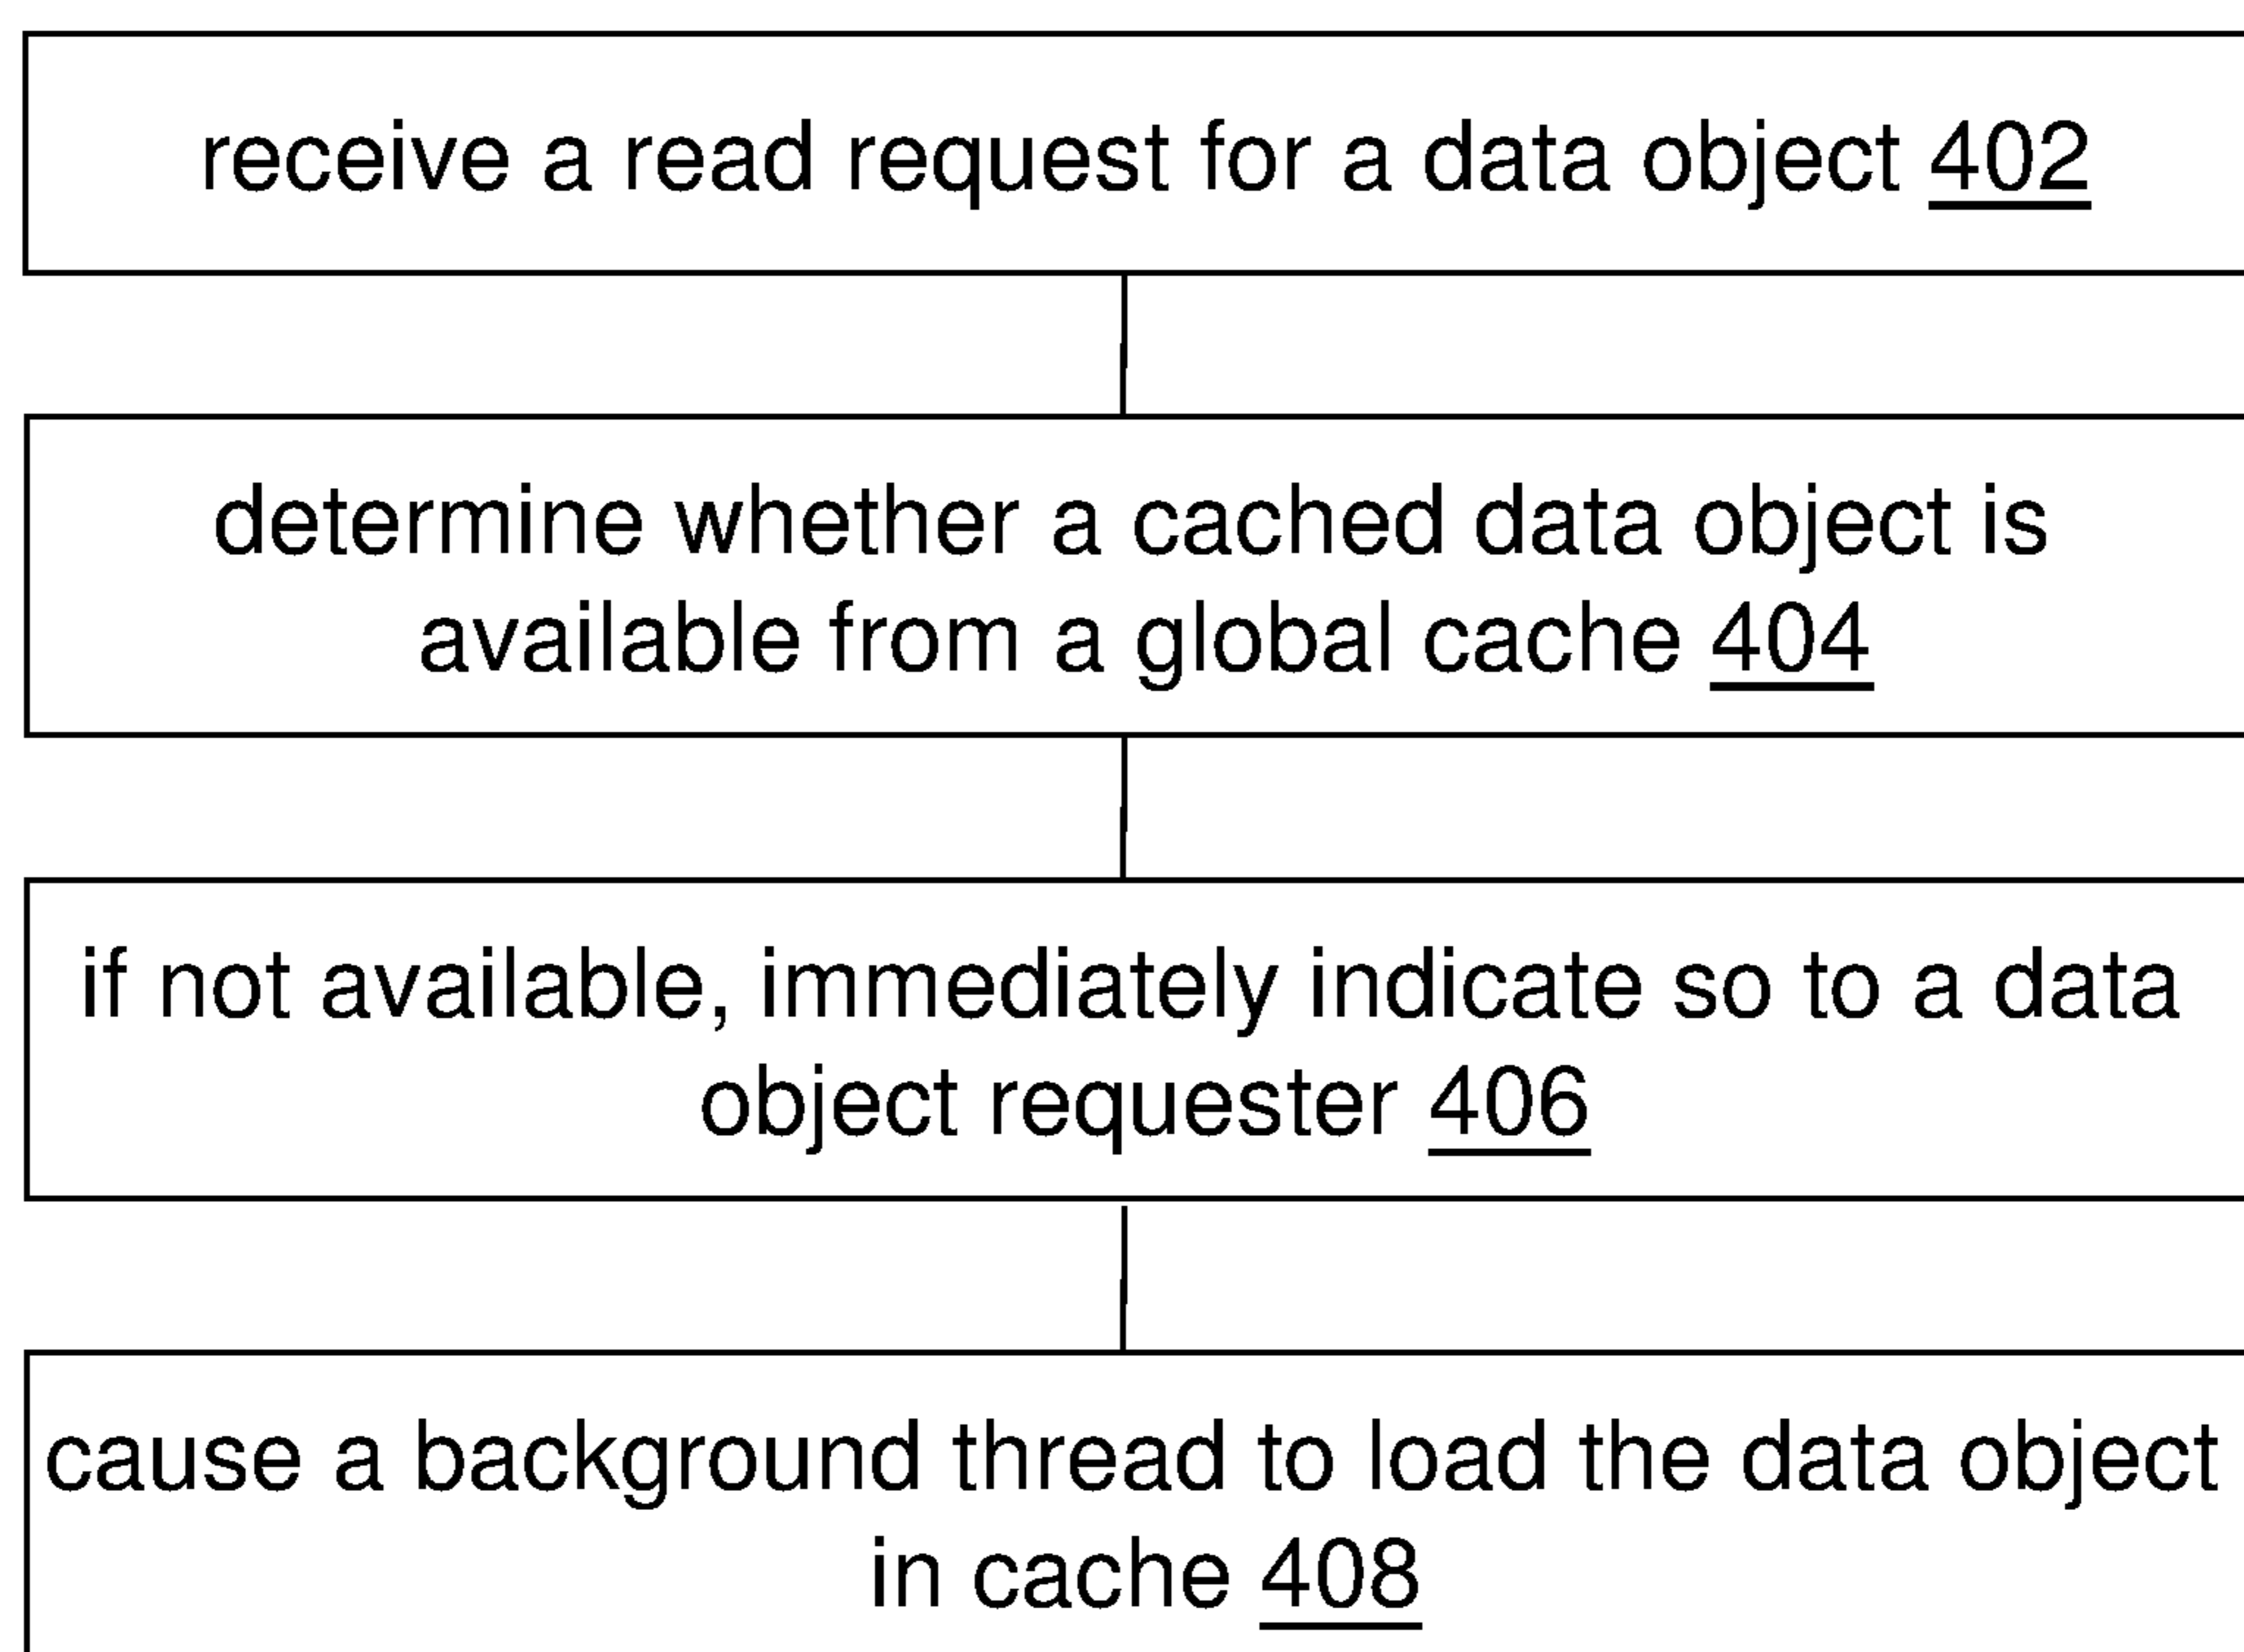 receive a read request for a data object 402
determine whether a cached data object is
available from a global cache 404
if not available, immediately indicate so to a data
object requester 406
cause a background thread to load the data object
in cache 408